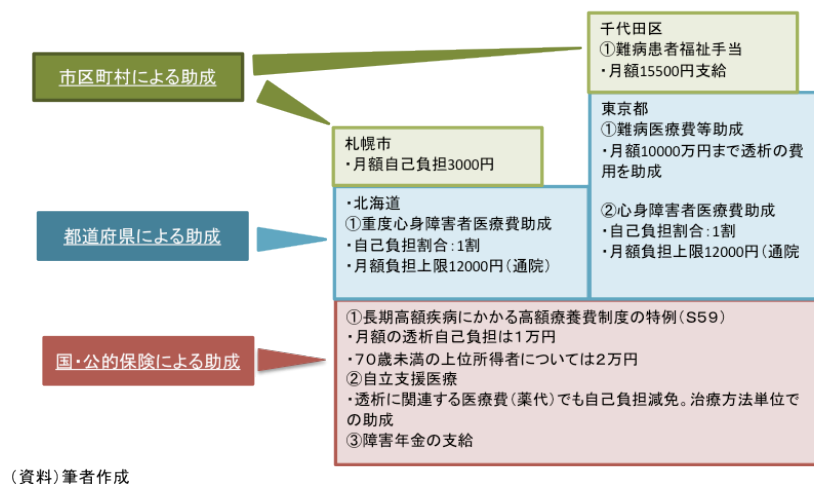 市区町村による助成
千代田区
①難病患者福祉手当
・月額15500円支給
東京都
①難病医療費等助成
・月額10000万円まで透析の費
用を助成
②心身障害者医療費助成
・自己負担割合:1割
・月額負担上限12000円(通院
札幌市
・月額自己負担3000円
都道府県による助成
・北海道
①重度心身障害者医療費助成
・自己負担割合:1割
・月額負担上限12000円(通院)
国・公的保険による助成
①長期高額疾病にかかる高額療養費制度の特例(S59)
・月額の透析自己負担は1万円
・70歳未満の上位所得者については2万円
②自立支援医療
・透析に関連する医療費(薬代)でも自己負担減免。治療方法単位で
の助成
③障害年金の支給
(資料)筆者作成